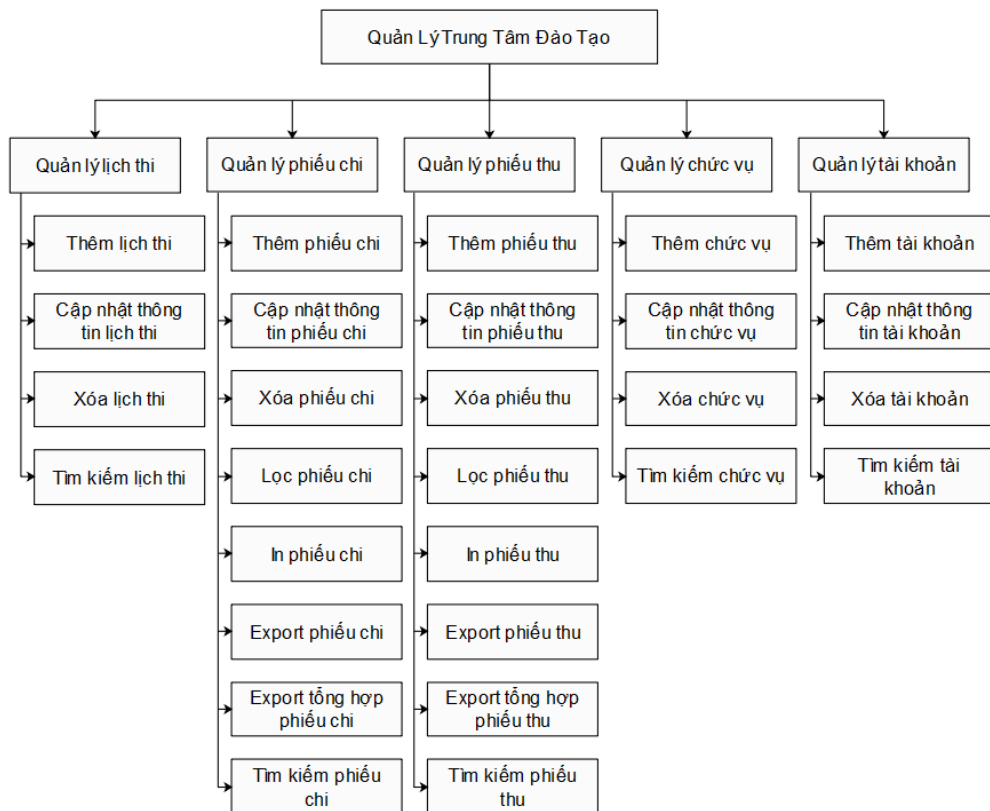 Quản Lý Trung Tâm Đào Tạo
Quản lý lịch thi
Thêm lịch thi
Cập nhật thông
tin lịch thi
Xóa lịch thi
Tìm kiếm lịch thi
Quản lý phiếu chi
Thêm phiếu chi
Cập nhật thông
tin phiếu chi
Xóa phiếu chi
Lọc phiếu chi
In phiếu chi
Export phiếu chi
Export tổng hợp
phiếu chi
Tìm kiếm phiếu
chi
Quản lý phiếu thu
Thêm phiếu thu
Cập nhật thông
tin phiếu thu
Xóa phiếu thu
Lọc phiếu thu
In phiếu thu
Export phiếu thu
Export tổng hợp
phiếu thu
Tìm kiếm phiếu
thu
Quản lý chức vụ
Thêm chức vụ
Cập nhật thông
tin chức vụ
Xóa chức vụ
Tìm kiếm chức vụ
Quản lý tài khoản
Thêm tài khoản
Cập nhật thông
tin tài khoản
Xóa tài khoản
Tìm kiếm tài
khoản